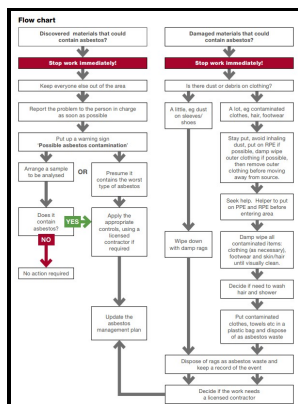 Flow chart
Discovered materials that could
contain asbestos?
Stop work immediately!
Keep everyone else out of the area
Report the problem to the person in charge
as soon as possible
Put up a warning sign
'Possible asbestos contamination'
Arrange a
sample to
be analysed
OR
Presume it
contains the worst
type of asbestos
Does it
contain
asbestos?
YES
NO
No action required
Apply the
appropriate
controls, using a
licensed
contractor if
required
Update the
asbestos
management plan
Damaged materials that could
contain asbestos?
Stop work immediately!
Is there dust or debris on clothing?
A little, eg dust
on sleeves/
shoes
Wipe down
with damp rags
A lot, eg contaminated
clothes, hair, footwear
Stay put, avoid inhaling
dust, put on RPE if
possible, damp wipe
outer clothing if possible,
then remove outer
clothing before moving
away from source.
Seek help. Helper to put
on PPE and RPE before
entering area
Damp wipe all
contaminated items:
clothing (as necessary),
footwear and skin/hair
until visually clean.
Decide if need to wash
hair and shower
Put contaminated
clothes, towels etc in a
plastic bag and dispose
of as asbestos waste
Dispose of rags as asbestos waste and
keep a record of the event
Decide if the work needs
a licensed contractor